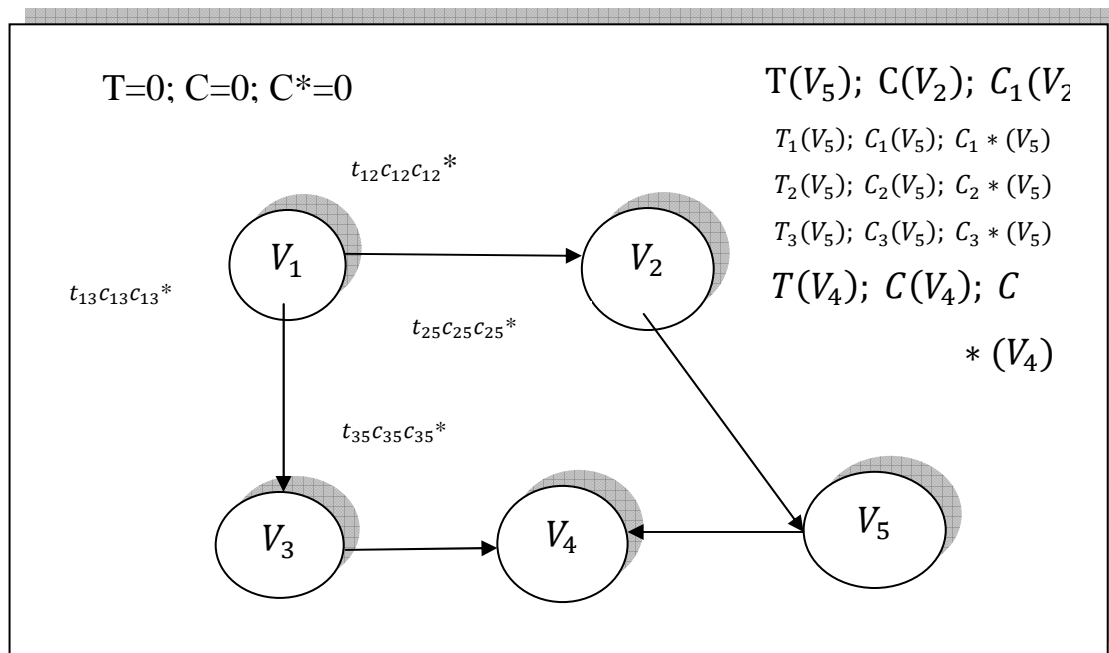 T=0; C=0; C*=0
T(V₅); C(V₂); C₁(V₂
T₁(V₅); C₁(V₅); C₁ * (V₅)
T₂(V₅); C₂(V₅); C₂ * (V₅)
T₃(V₅); C₃(V₅); C₃ * (V₅)
T(V₄); C(V₄); C
* (V₄)
t₁₂c₁₂c₁₂*
V₁
V₂
t₁₃c₁₃c₁₃*
t₂₅c₂₅c₂₅*
t₃₅c₃₅c₃₅*
V₃
V₄
V₅